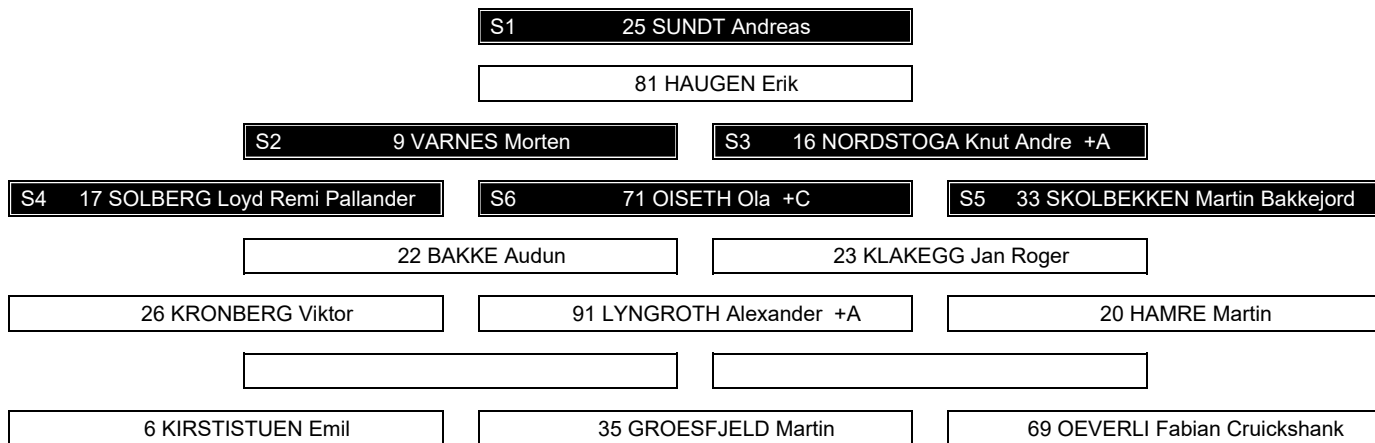 S1 25 SUNDT Andreas
81 HAUGEN Erik
S2 9 VARNES Morten S3 16 NORDSTOGA Knut Andre +A
S4 17 SOLBERG Loyd Remi Pallander S6 71 OISETH Ola +C S5 33 SKOLBEKKEN Martin Bakkejord
22 BAKKE Audun 23 KLAKEGG Jan Roger
26 KRONBERG Viktor 91 LYNGROTH Alexander +A 20 HAMRE Martin
6 KIRSTISTUEN Emil 35 GROESFJELD Martin 69 OEVERLI Fabian Cruickshank